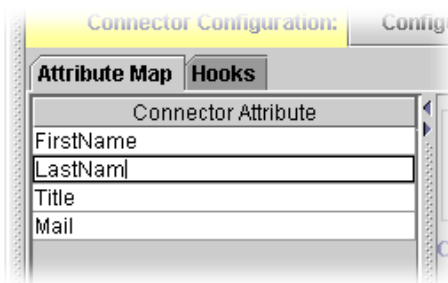 Connector Configuration: Config
Attribute Map Hooks
Connector Attribute
FirstName
LastNam
Title
Mail